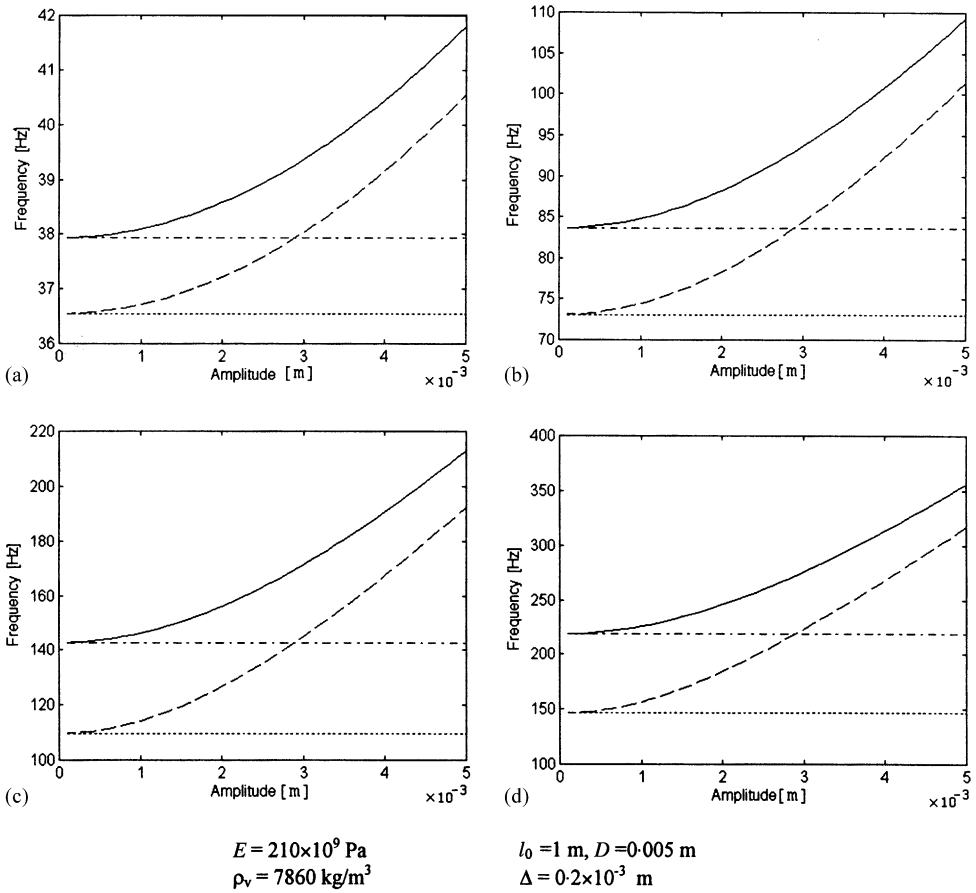 42
41
40
39
38
37
36
0 1 2 3 4 5
Frequency [Hz]
Amplitude [m]
×10⁻³
(a)
110
105
100
95
90
85
80
75
70
0 1 2 3 4 5
Frequency [Hz]
Amplitude[m]
×10⁻³
(b)
220
200
180
160
140
120
100
0 1 2 3 4 5
Frequency [Hz]
Amplitude[m]
×10⁻³
(c)
400
350
300
250
200
150
100
0 1 2 3 4 5
Frequency [Hz]
Amplitude[m]
×10⁻³
(d)
E = 210×10⁹ Pa
ρᵥ = 7860 kg/m³
l₀ =1 m, D =0·005 m
Δ = 0·2×10⁻³ m